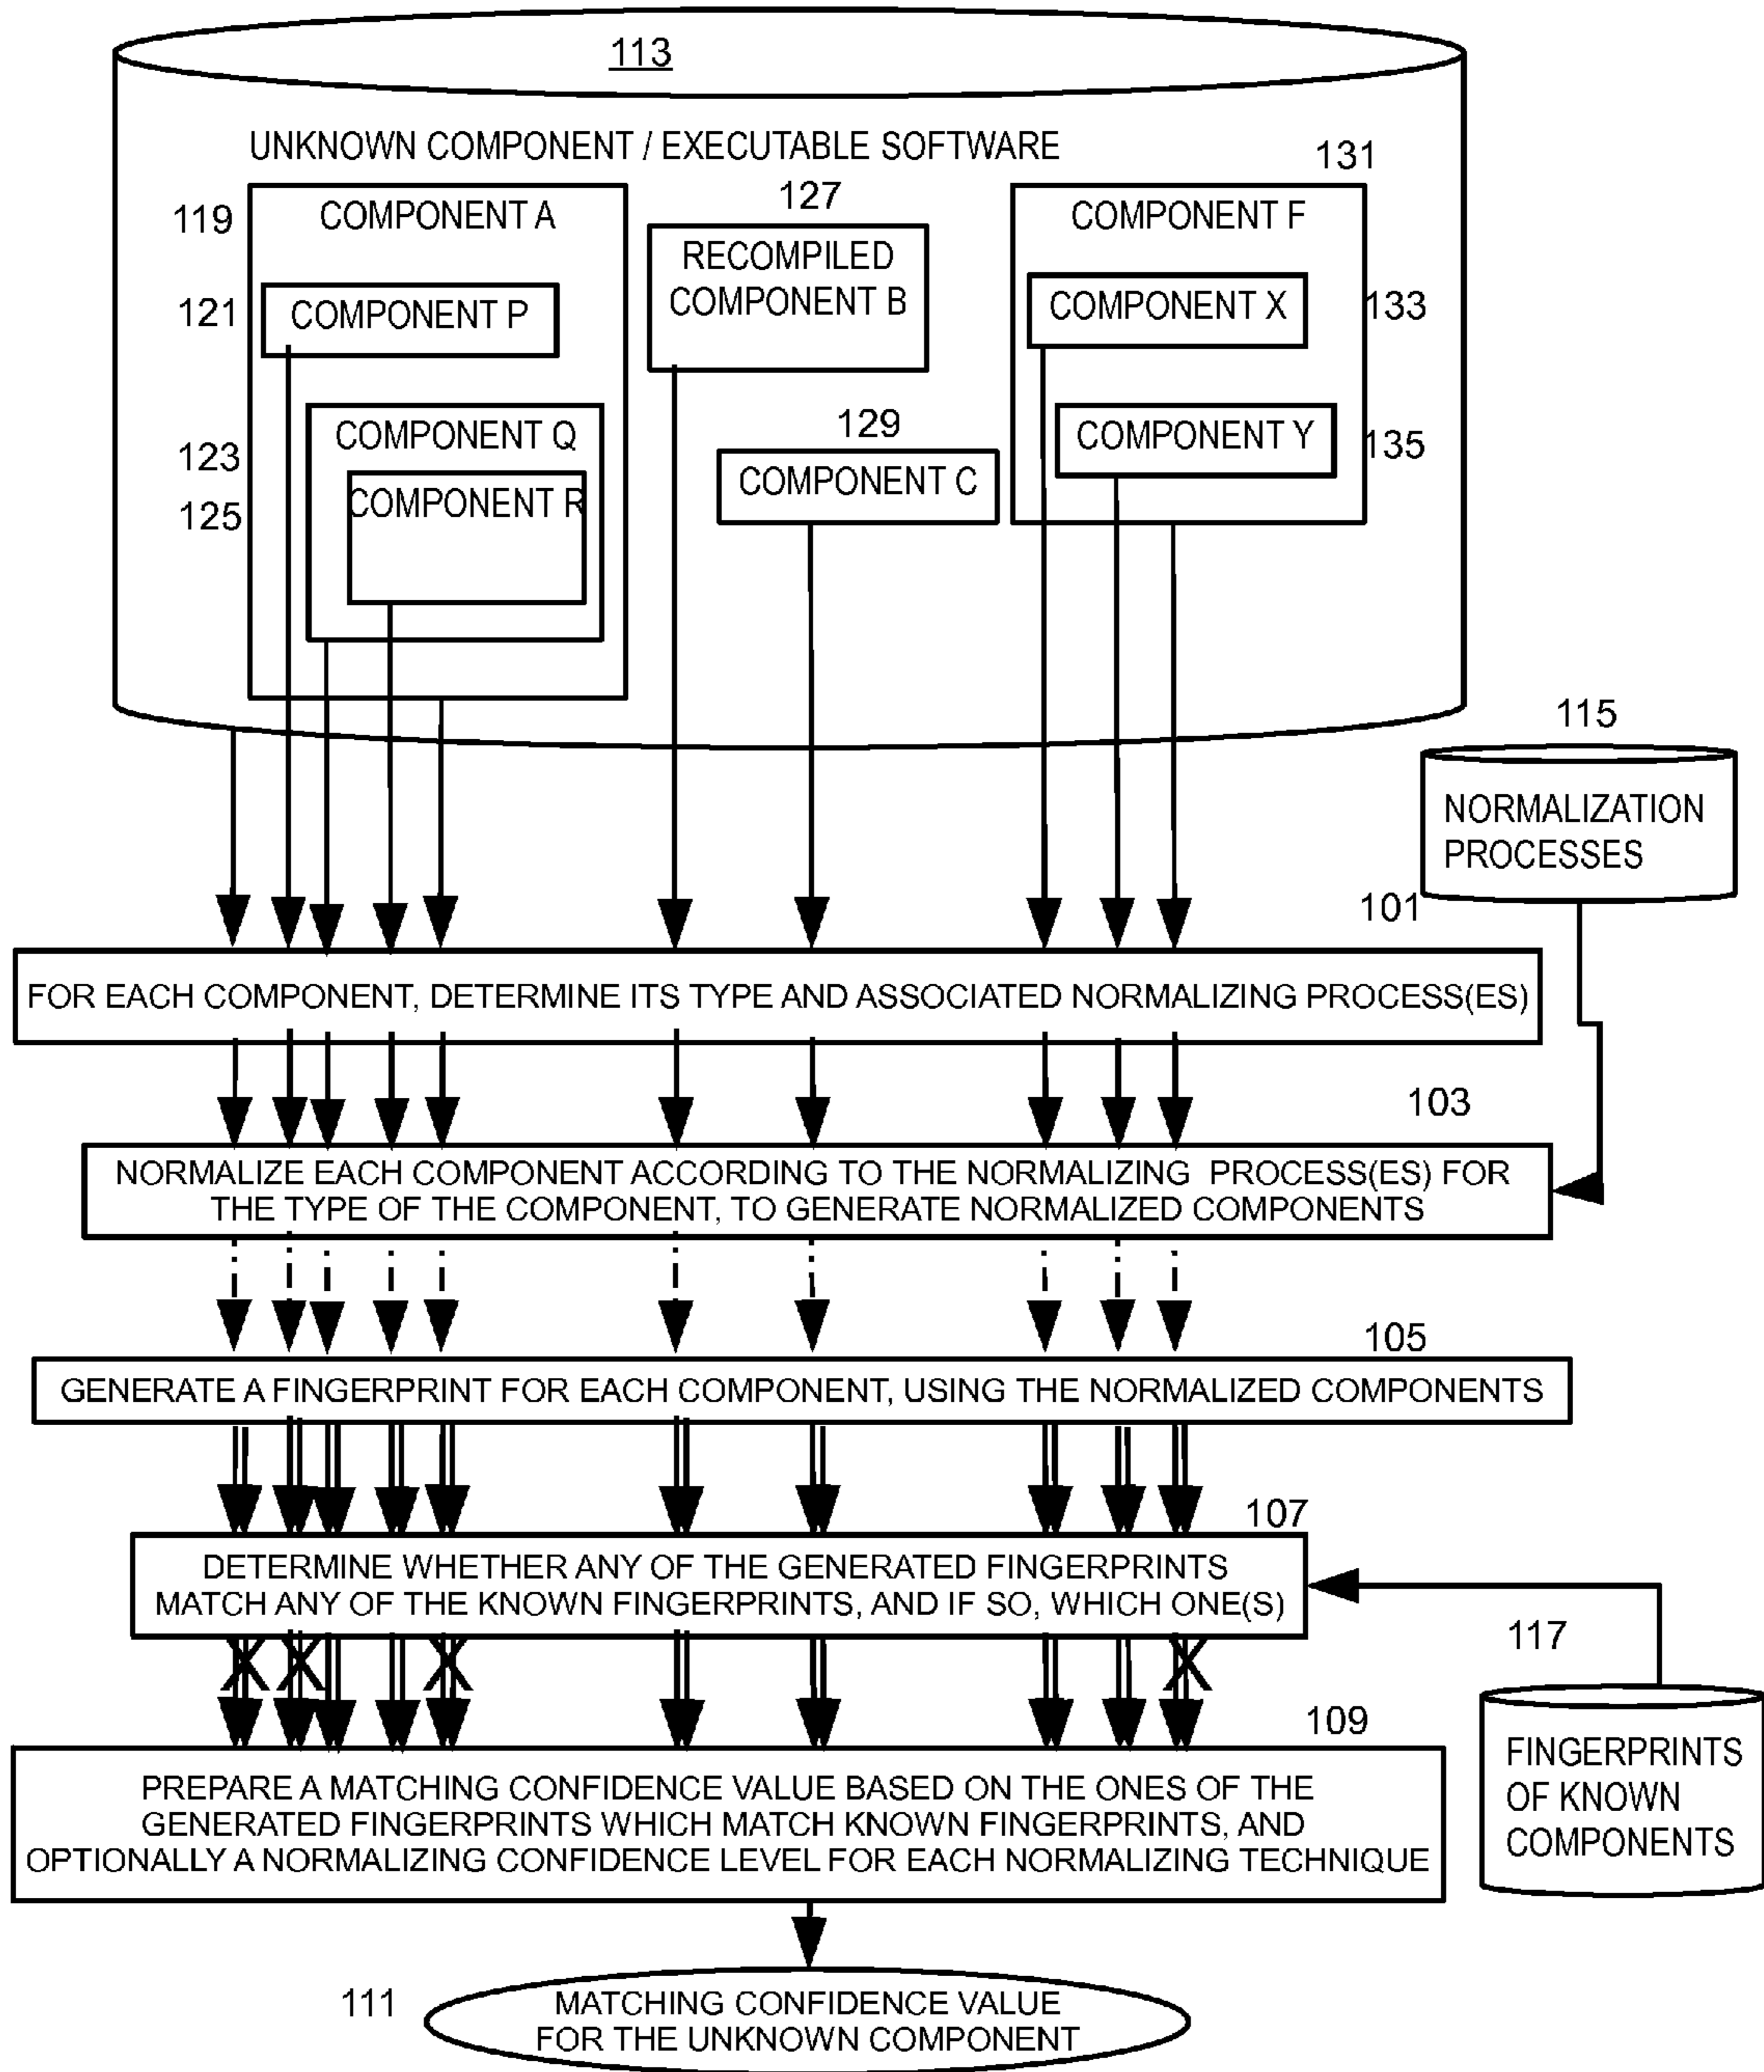 113
UNKNOWN COMPONENT / EXECUTABLE SOFTWARE
131
119
COMPONENT A
127
COMPONENT F
RECOMPILED
COMPONENT B
121
COMPONENT P
COMPONENT X
133
COMPONENT Q
129
COMPONENT Y
135
123
COMPONENT R
125
COMPONENT C
115
NORMALIZATION
PROCESSES
101
FOR EACH COMPONENT, DETERMINE ITS TYPE AND ASSOCIATED NORMALIZING PROCESS(ES)
103
NORMALIZE EACH COMPONENT ACCORDING TO THE NORMALIZING PROCESS(ES) FOR
THE TYPE OF THE COMPONENT, TO GENERATE NORMALIZED COMPONENTS
105
GENERATE A FINGERPRINT FOR EACH COMPONENT, USING THE NORMALIZED COMPONENTS
107
DETERMINE WHETHER ANY OF THE GENERATED FINGERPRINTS
MATCH ANY OF THE KNOWN FINGERPRINTS, AND IF SO, WHICH ONE(S)
X X X X
117
FINGERPRINTS
OF KNOWN
COMPONENTS
109
PREPARE A MATCHING CONFIDENCE VALUE BASED ON THE ONES OF THE
GENERATED FINGERPRINTS WHICH MATCH KNOWN FINGERPRINTS, AND
OPTIONALLY A NORMALIZING CONFIDENCE LEVEL FOR EACH NORMALIZING TECHNIQUE
111
MATCHING CONFIDENCE VALUE
FOR THE UNKNOWN COMPONENT